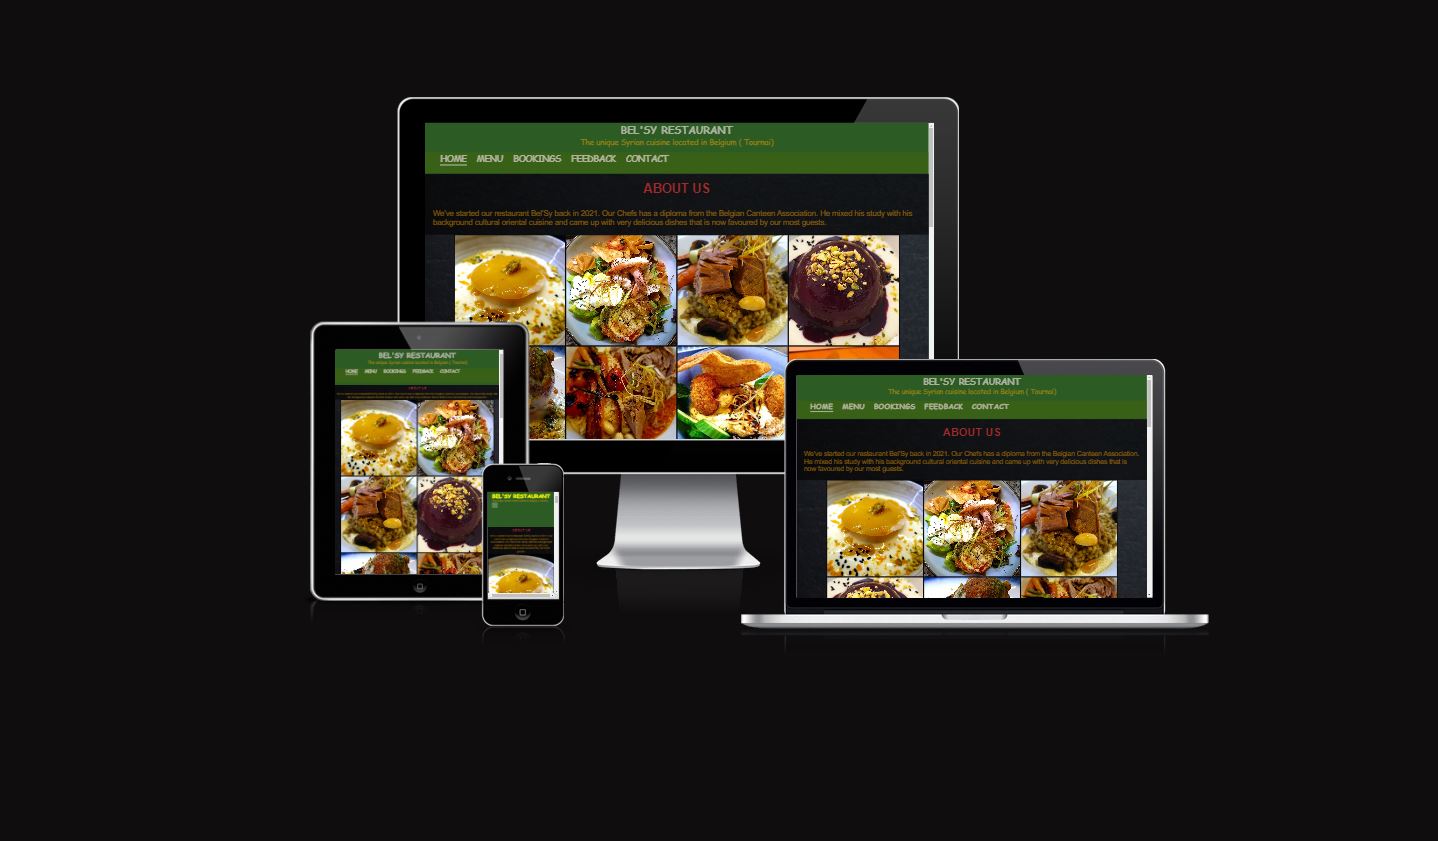 BEL'SY RESTAURANT
The unique Syrian cuisine located in Belgium ( Tournai)
HOME MENU BOOKINGS FEEDBACK CONTACT
ABOUT US
We've started our restaurant Bel'Sy back in 2021. Our Chefs has a diploma from the Belgian Canteen Association. He mixed his study with his
background cultural oriental cuisine and came up with very delicious dishes that is now favoured by our most guests.
BEL'SY RESTAURANT
The unique Syrian cuisine located in Belgium ( Tournai)
HOME MENU BOOKINGS FEEDBACK CONTACT
ABOUT US
BEL'SY RESTAURANT
ABOUT US
BEL'SY RESTAURANT
The unique Syrian cuisine located in Belgium ( Tournai)
HOME MENU BOOKINGS FEEDBACK CONTACT
ABOUT US
We've started our restaurant Bel'Sy back in 2021. Our Chefs has a diploma from the Belgian Canteen Association.
He mixed his study with his background cultural oriental cuisine and came up with very delicious dishes that is
now favoured by our most guests.